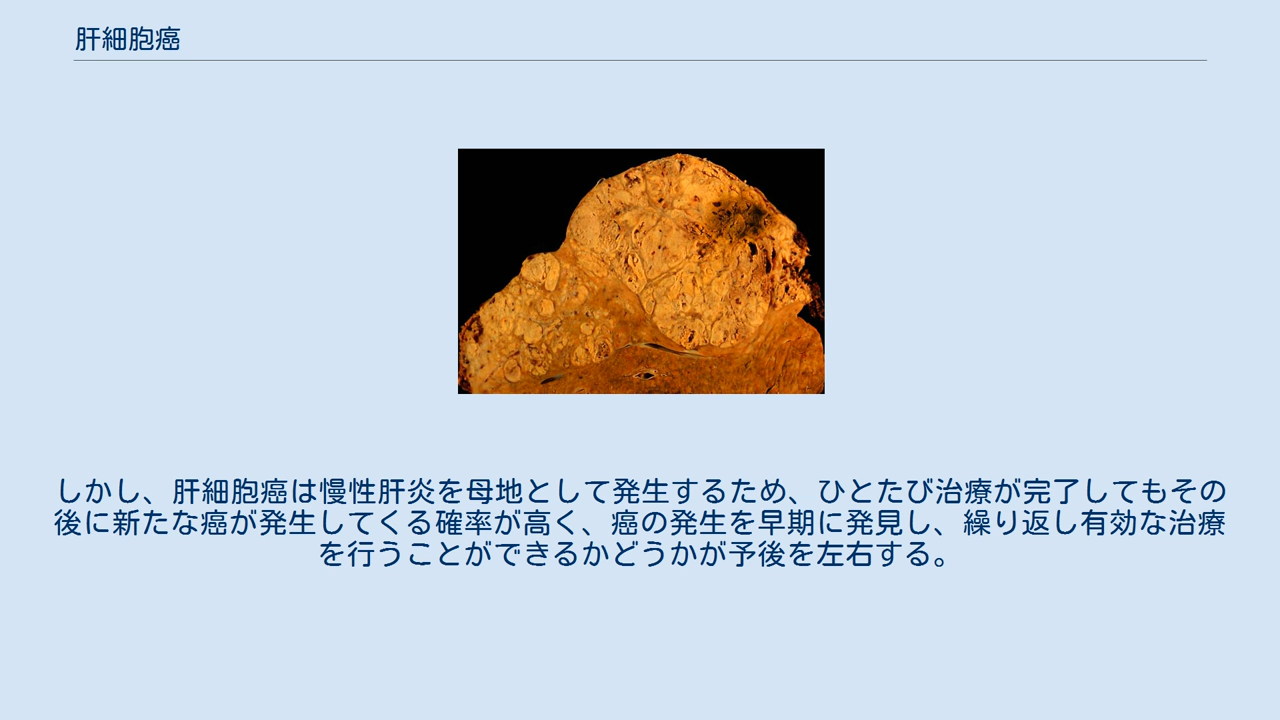 肝細胞癌
しかし、肝細胞癌は慢性肝炎を母地として発生するため、ひとたび治療が完了してもその
後に新たな癌が発生してくる確率が高く、癌の発生を早期に発見し、繰り返し有効な治療
を行うことができるかどうかが予後を左右する。